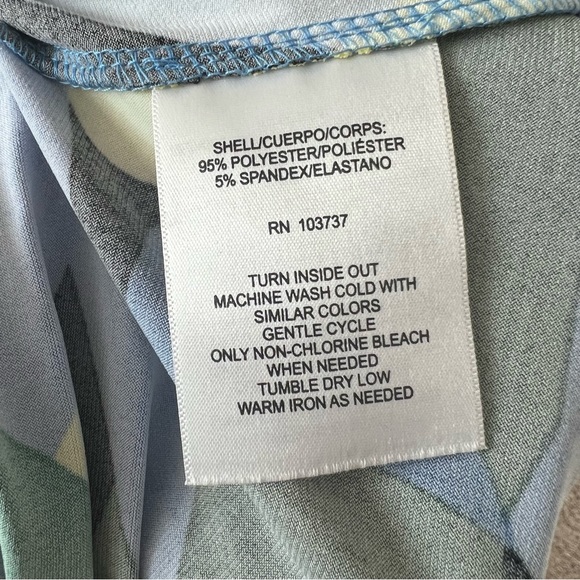 SHELL/CUERPO/CORPS:
95% POLYESTER/POLIÉSTER
5% SPANDEX/ELASTANO
RN 103737
TURN INSIDE OUT
MACHINE WASH COLD WITH
SIMILAR COLORS
GENTLE CYCLE
ONLY NON-CHLORINE BLEACH
WHEN NEEDED
TUMBLE DRY LOW
WARM IRON AS NEEDED